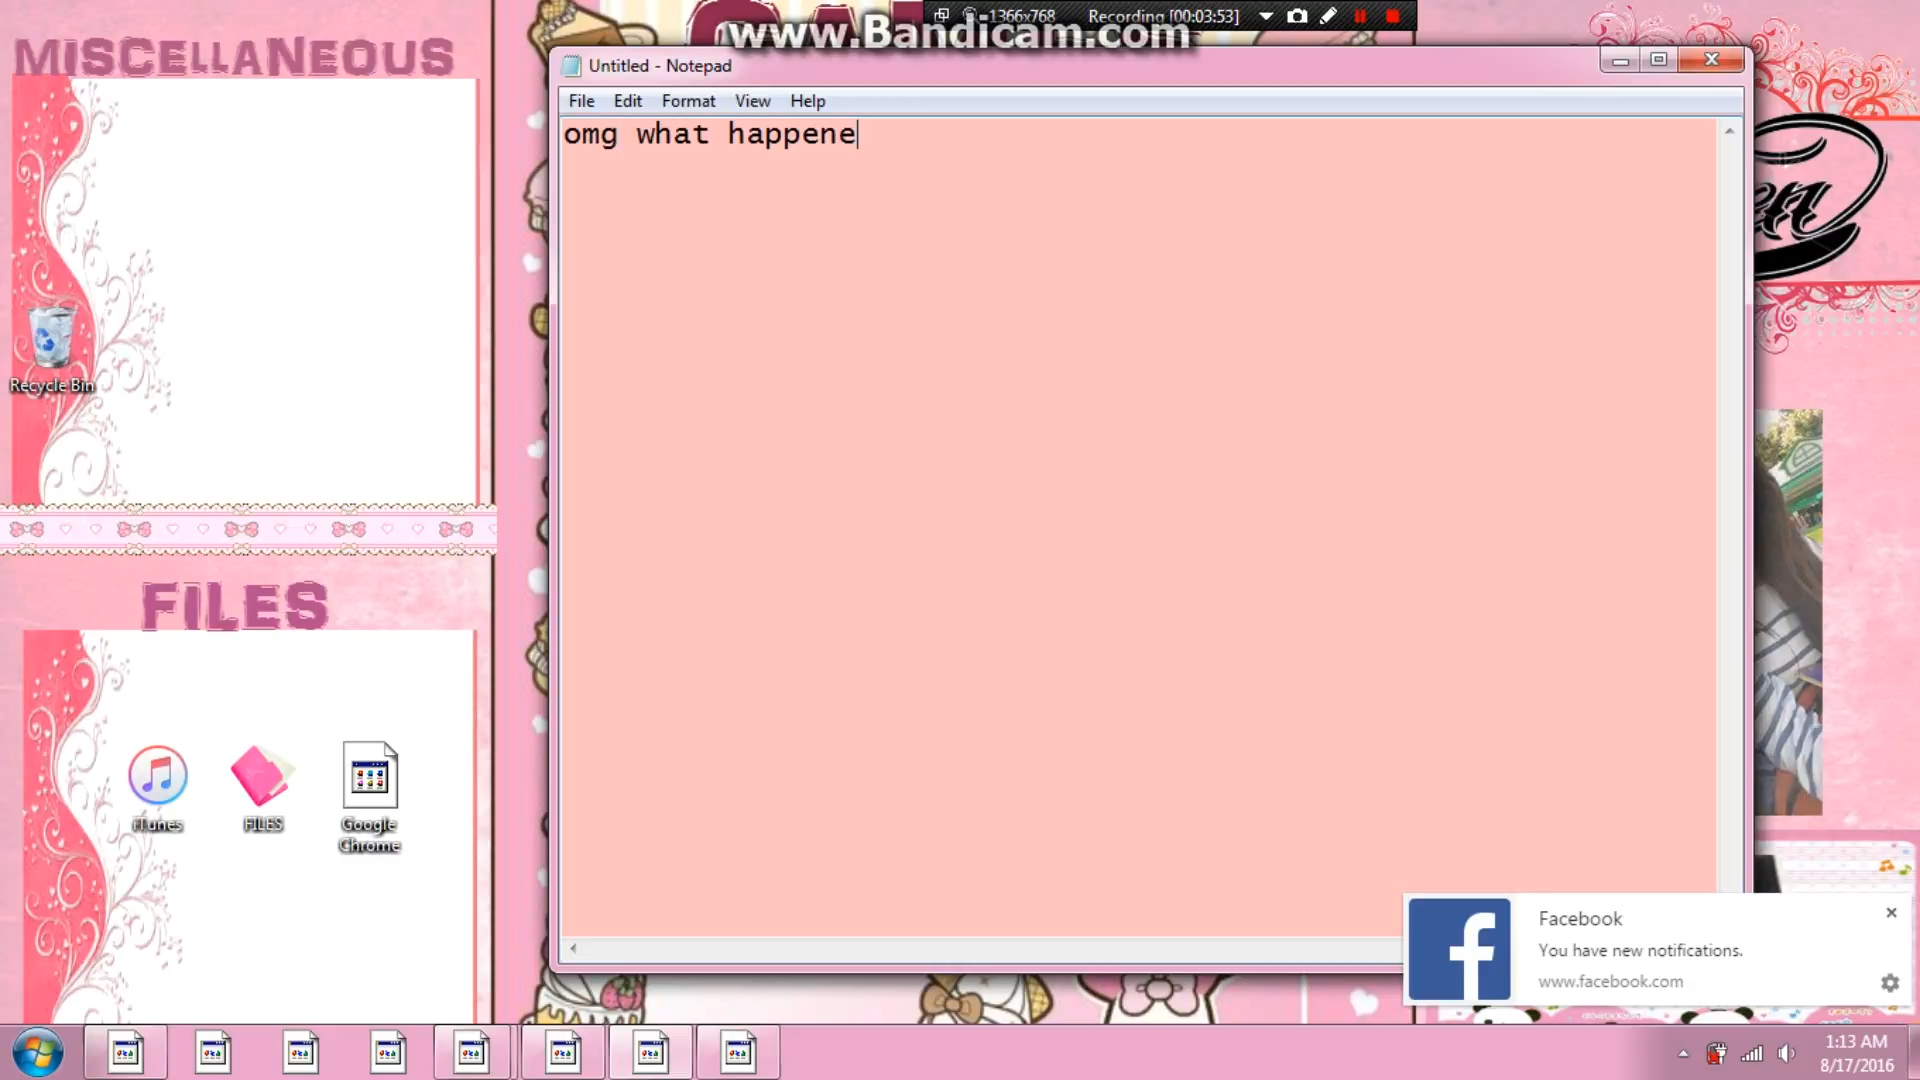 www.Bandicam.com
1366x768 Recording [00:03:53]
MISCELLANEOUS
Untitled - Notepad
File Edit Format View Help
omg what happene
Recycle Bin
FILES
iTunes
FILES
Google
Chrome
Facebook
You have new notifications.
www.facebook.com
1:13 AM
8/17/2016